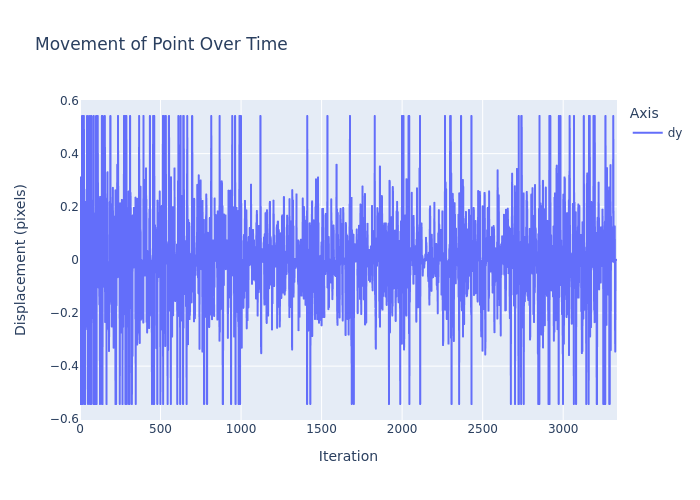 Movement of Point Over Time
Axis
dy
Displacement (pixels)
0.6
0.4
0.2
0
−0.2
−0.4
−0.6
0
500
1000
1500
2000
2500
3000
Iteration